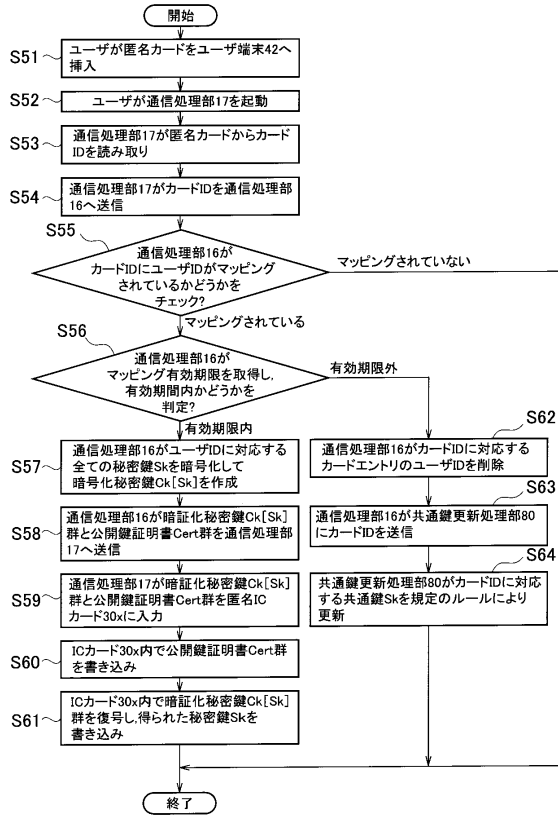 開始
S51
ユーザが匿名カードをユーザ端末42へ
挿入
S52
ユーザが通信処理部17を起動
S53
通信処理部17が匿名カードからカード
IDを読み取り
S54
通信処理部17がカードIDを通信処理部
16へ送信
S55
通信処理部16が
カードIDにユーザIDがマッピング
されているかどうかを
チェック?
マッピングされていない
マッピングされている
S56
通信処理部16が
マッピング有効期限を取得し,
有効期間内かどうかを
判定?
有効期限外
有効期限内
S57
通信処理部16がユーザIDに対応する
全ての秘密鍵Skを暗号化して
暗号化秘密鍵Ck[Sk]を作成
S58
通信処理部16が暗証化秘密鍵Ck[Sk]
群と公開鍵証明書Cert群を通信処理部
17へ送信
S59
通信処理部17が暗証化秘密鍵Ck[Sk]
群と公開鍵証明書Cert群を匿名IC
カード30xに入力
S60
ICカード30x内で公開鍵証明書Cert群
を書き込み
S61
ICカード30x内で暗証化秘密鍵Ck[Sk]
群を復号し,得られた秘密鍵Skを
書き込み
S62
通信処理部16がカードIDに対応する
カードエントリのユーザIDを削除
S63
通信処理部16が共通鍵更新処理部80
にカードIDを送信
S64
共通鍵更新処理部80がカードIDに対応
する共通鍵Skを規定のルールにより
更新
終了